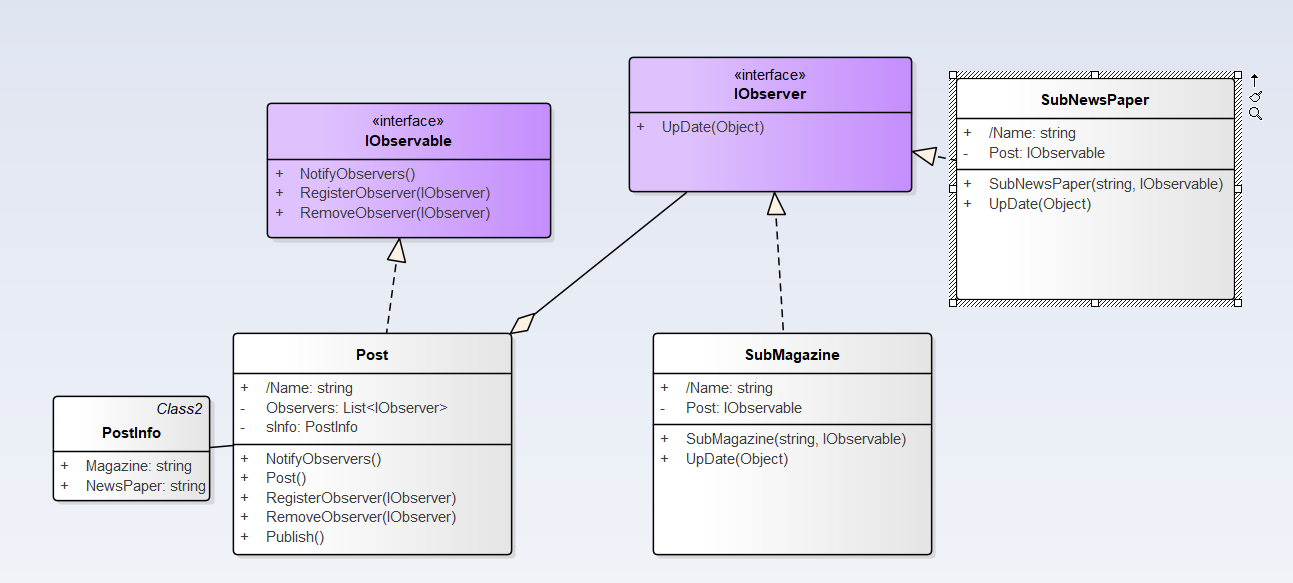 «interface»
IObservable
+ NotifyObservers()
+ RegisterObserver(IObserver)
+ RemoveObserver(IObserver)
«interface»
IObserver
+ UpDate(Object)
SubNewsPaper
+ /Name: string
- Post: IObservable
+ SubNewsPaper(string, IObservable)
+ UpDate(Object)
Class2
PostInfo
+ Magazine: string
+ NewsPaper: string
Post
+ /Name: string
- Observers: List<IObserver>
- sInfo: PostInfo
+ NotifyObservers()
+ Post()
+ RegisterObserver(IObserver)
+ RemoveObserver(IObserver)
+ Publish()
SubMagazine
+ /Name: string
- Post: IObservable
+ SubMagazine(string, IObservable)
+ UpDate(Object)